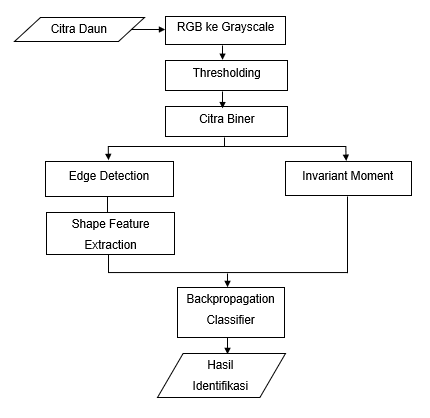 Citra Daun
RGB ke Grayscale
Thresholding
Citra Biner
Edge Detection
Invariant Moment
Shape Feature
Extraction
Backpropagation
Classifier
Hasil
Identifikasi